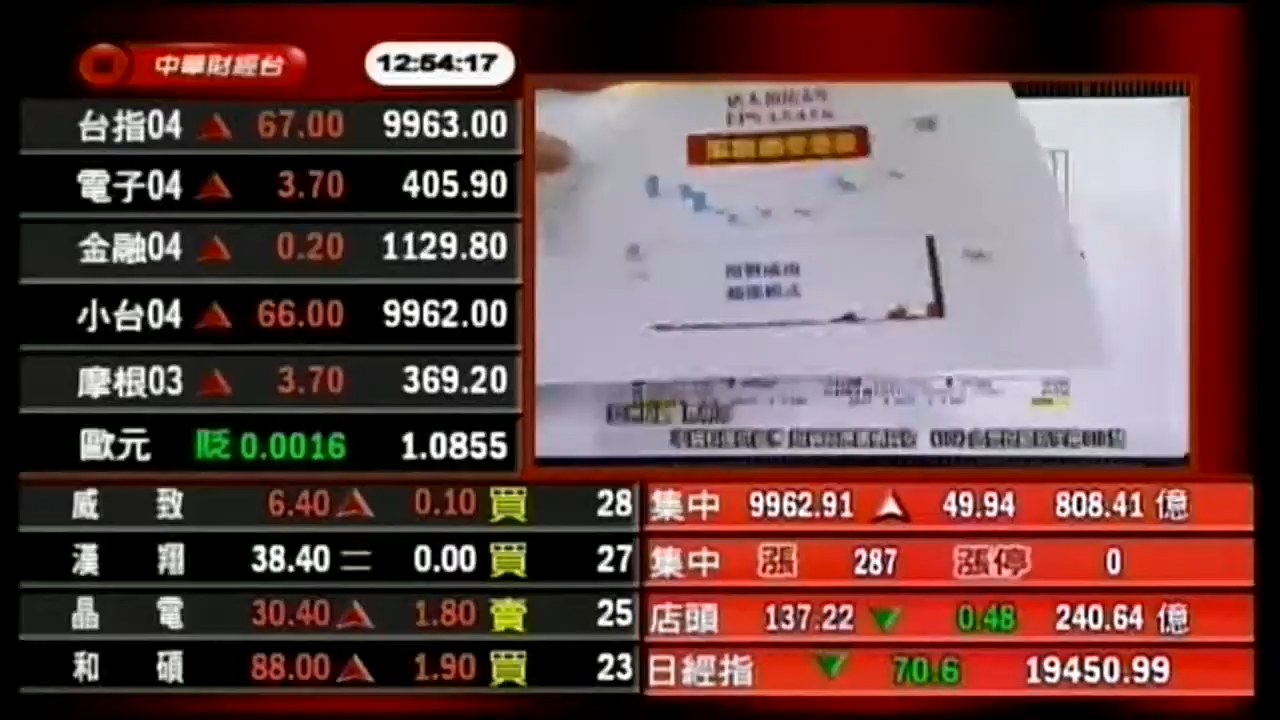 中華財經台 12:54:17
台指04 ▲ 67.00 9963.00
電子04 ▲ 3.70 405.90
金融04 ▲ 0.20 1129.80
小台04 ▲ 66.00 9962.00
摩根03 ▲ 3.70 369.20
歐元 貶 0.0016 1.0855
威致 6.40 ▲ 0.10 買 28
漢翔 38.40 = 0.00 買 27
晶電 30.40 ▲ 1.80 賣 25
和碩 88.00 ▲ 1.90 買 23
集中 9962.91 ▲ 49.94 808.41 億
集中 漲 287 漲停 0
店頭 137.22 ▼ 0.48 240.64 億
日經指 ▼ 70.6 19450.99